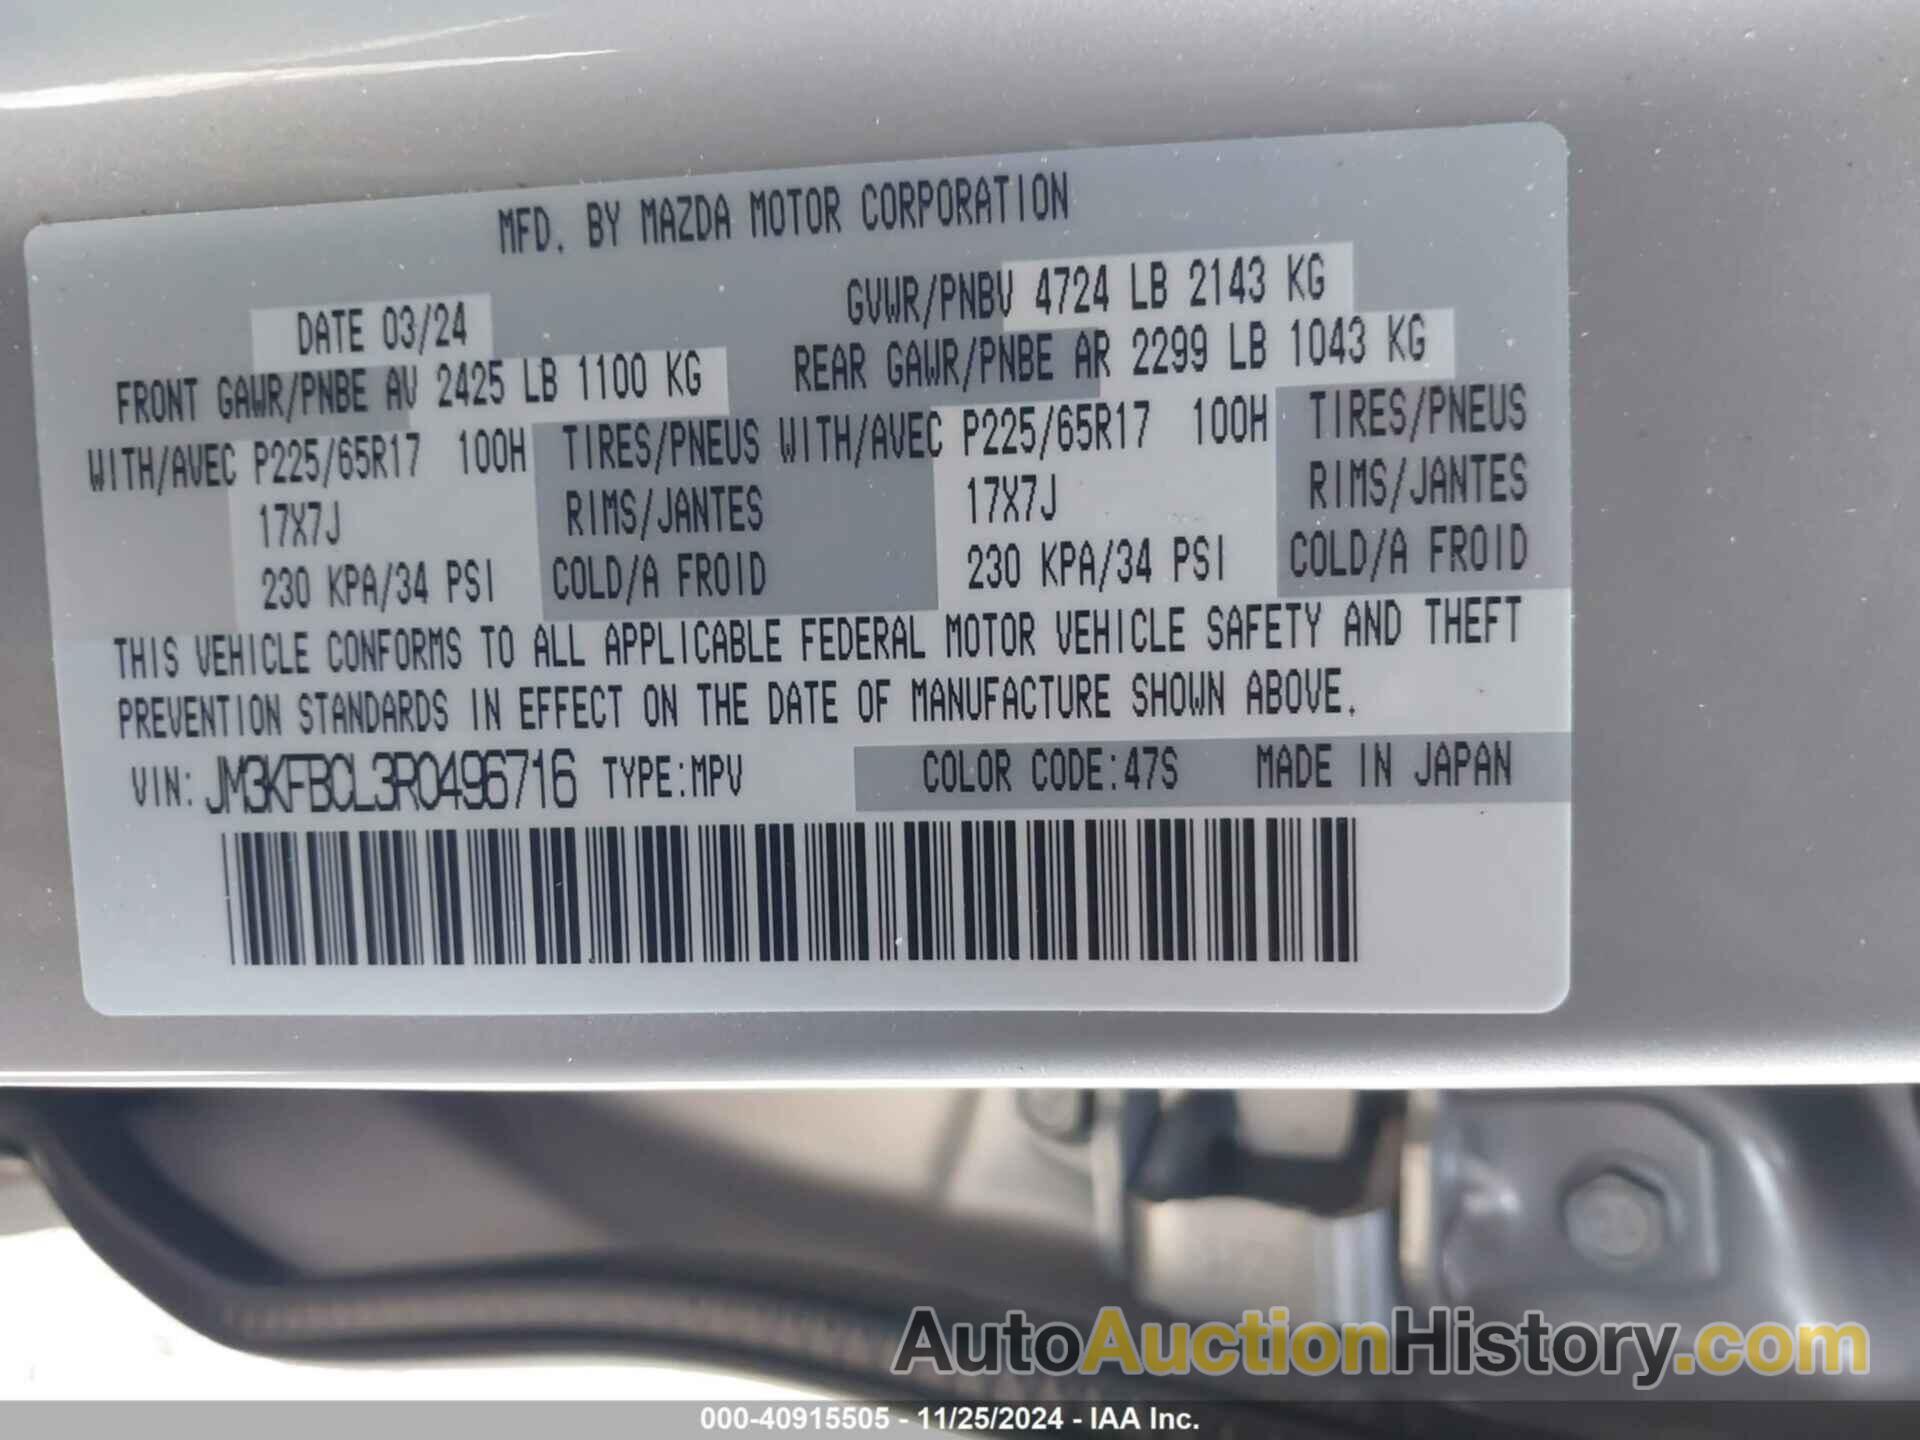 MFD. BY MAZDA MOTOR CORPORATION
DATE 03/24 GVWR/PNBV 4724 LB 2143 KG
FRONT GAWR/PNBE AV 2425 LB 1100 KG REAR GAWR/PNBE AR 2299 LB 1043 KG
WITH/AVEC P225/65R17 100H TIRES/PNEUS WITH/AVEC P225/65R17 100H TIRES/PNEUS
17X7J RIMS/JANTES 17X7J RIMS/JANTES
230 KPA/34 PSI COLD/A FROID 230 KPA/34 PSI COLD/A FROID
THIS VEHICLE CONFORMS TO ALL APPLICABLE FEDERAL MOTOR VEHICLE SAFETY AND THEFT
PREVENTION STANDARDS IN EFFECT ON THE DATE OF MANUFACTURE SHOWN ABOVE.
VIN: JM3KFBCL3R0496716 TYPE:MPV COLOR CODE:47S MADE IN JAPAN
AutoAuctionHistory.com
000-40915505 - 11/25/2024 - IAA Inc.